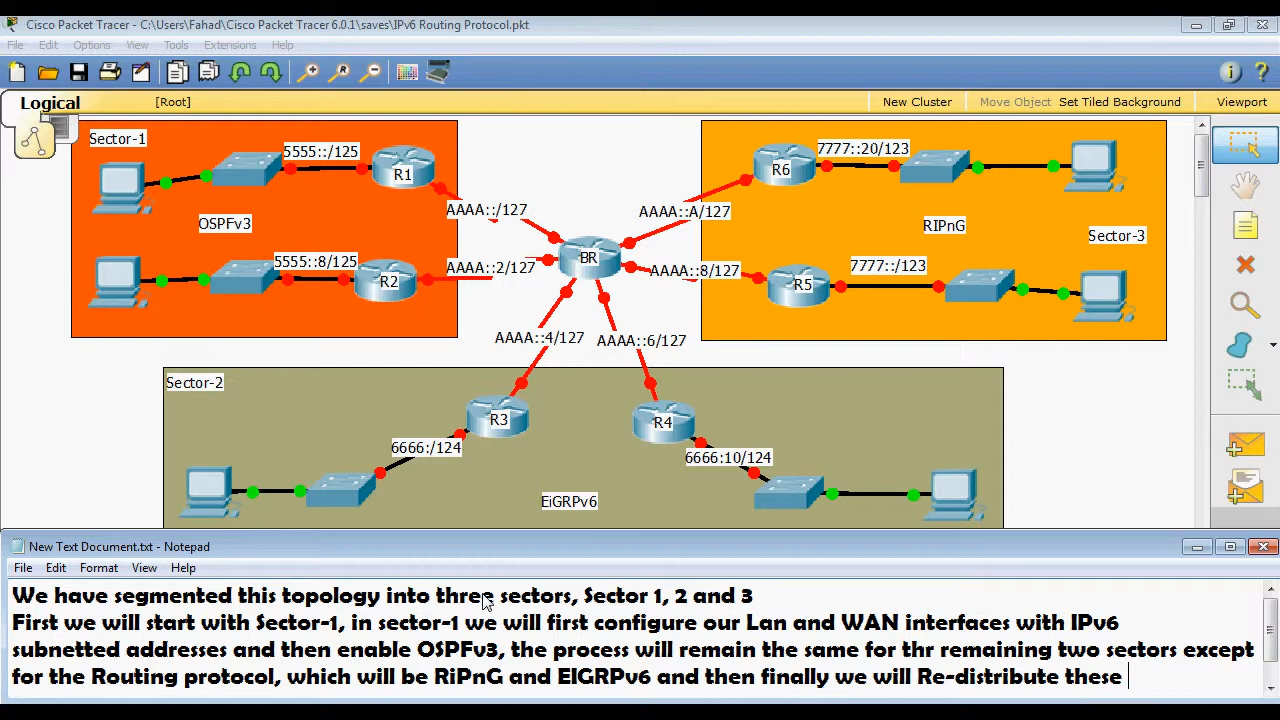 Cisco Packet Tracer - C:\Users\Fahad\Cisco Packet Tracer 6.0.1\saves\IPv6 Routing Protocol.pkt
File Edit Options View Tools Extensions Help
Logical [Root] New Cluster Move Object Set Tiled Background Viewport
Sector-1
5555::/125
R1
OSPFv3
AAAA::/127
5555::8/125
R2
AAAA::2/127
BR
7777::20/123
R6
AAAA::A/127
RIPnG
Sector-3
AAAA::8/127
7777::/123
R5
AAAA::4/127
AAAA::6/127
Sector-2
R3
R4
6666:/124
6666:10/124
EiGRPv6
New Text Document.txt - Notepad
File Edit Format View Help
We have segmented this topology into three sectors, Sector 1, 2 and 3
First we will start with Sector-1, in sector-1 we will first configure our Lan and WAN interfaces with IPv6
subnetted addresses and then enable OSPFv3, the process will remain the same for thr remaining two sectors except
for the Routing protocol, which will be RiPnG and EIGRPv6 and then finally we will Re-distribute these